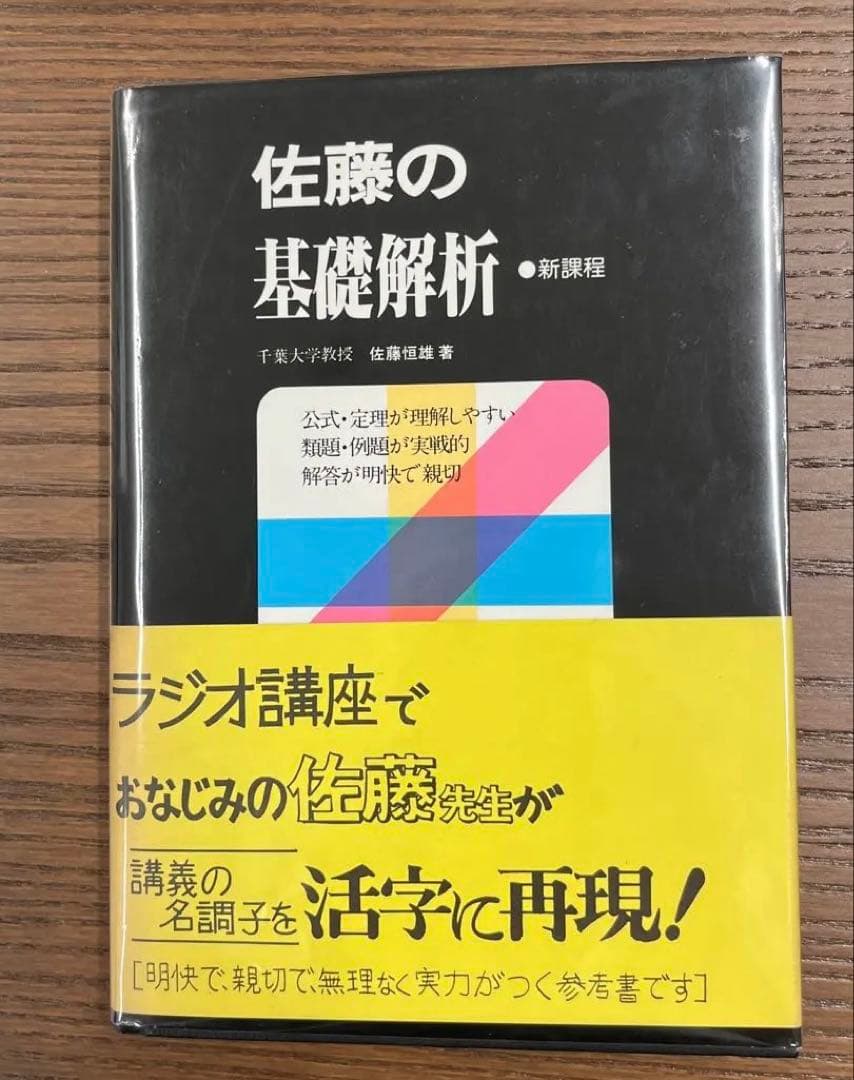 佐藤の
基礎解析 ●新課程
千葉大学教授 佐藤恒雄 著
公式・定理が理解しやすい
類題・例題が実戦的
解答が明快で親切
ラジオ講座で
おなじみの佐藤先生が
講義の
名調子を活字に再現!
[明快で、親切で、無理なく実力がつく参考書です]